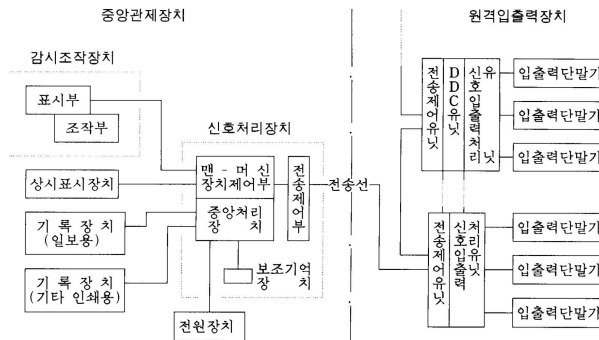 중앙관제장치
원격입출력장치
감시조작장치
표시부
조작부
신호처리장치
상시표시장치
맨-머신
장치제어부
전송제어부
전송선
중앙처리
장 치
기 록 장 치
(일보용)
기 록 장 치
(기타 인쇄용)
보조기억
장 치
전원장치
전송제어유닛
DDC유닛
신호입출력처리
유닛
입출력단말기
입출력단말기
입출력단말기
전송제어유닛
신호입출력
처리유닛
입출력단말기
입출력단말기
입출력단말기